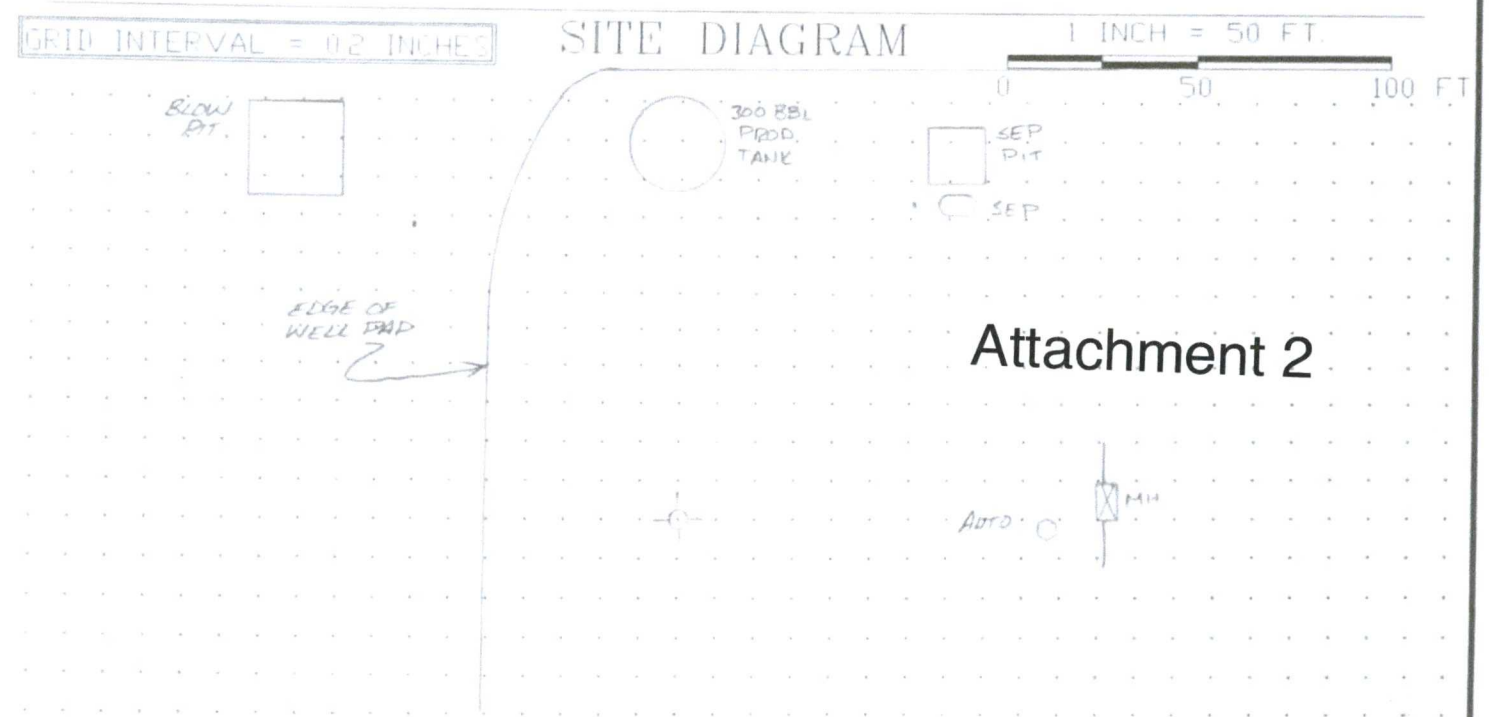 GRID INTERVAL = 0.2 INCHES
SITE DIAGRAM
1 INCH = 50 FT.
0 50 100 FT
BLOW
PIT
300 BBL
PROD.
TANK
SEP
PIT
SEP
EDGE OF
WELL PAD
Attachment 2
AUTO
MH